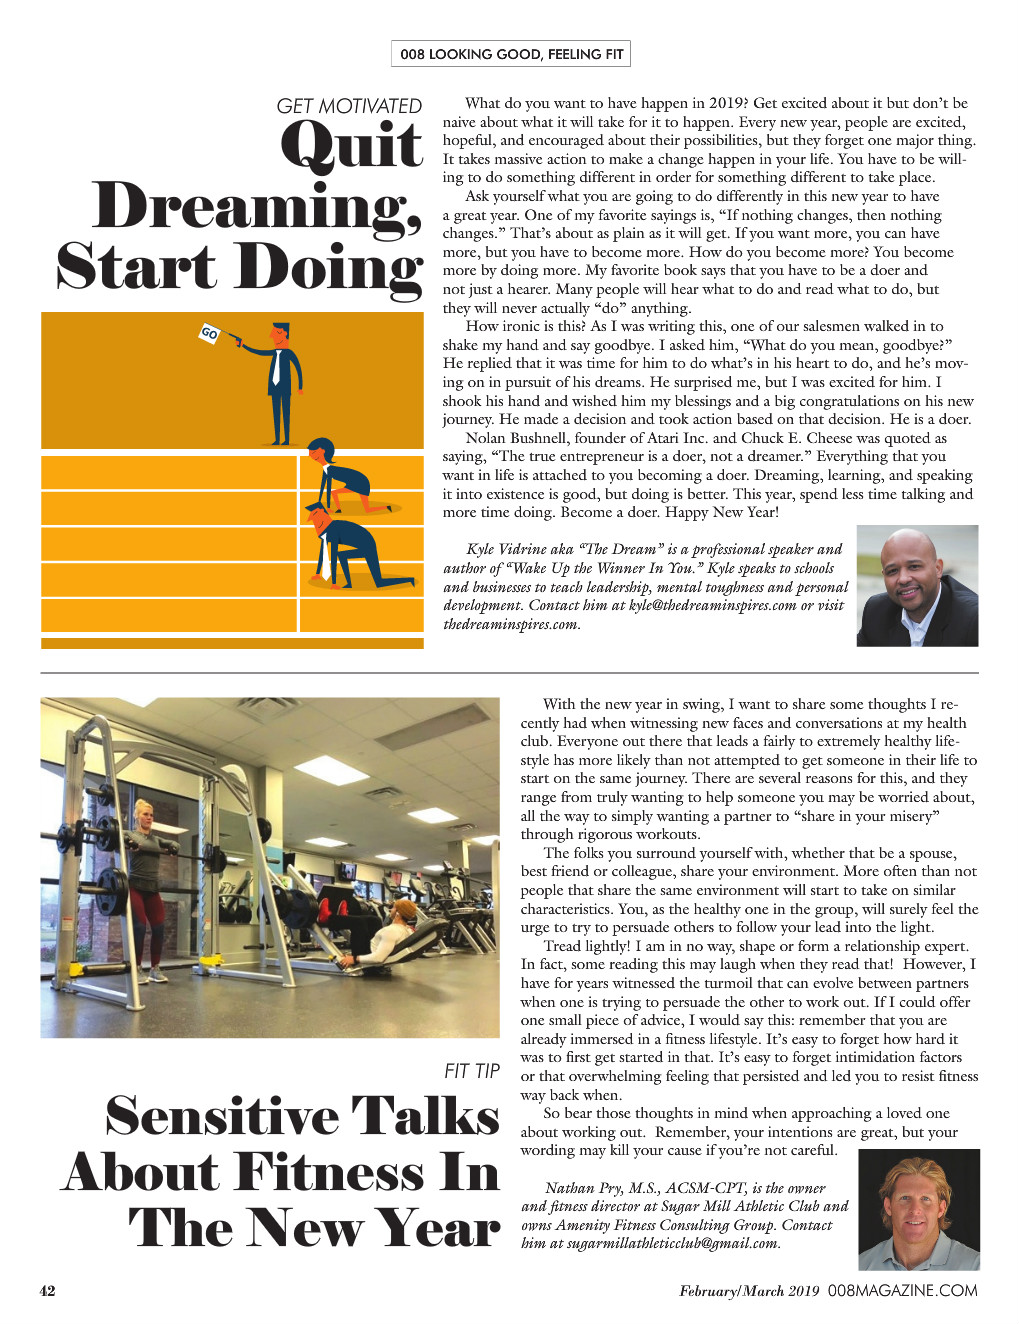 008 LOOKING GOOD, FEELING FIT
GET MOTIVATED
Quit
Dreaming,
Start Doing
GO
What do you want to have happen in 2019? Get excited about it but don’t be
naive about what it will take for it to happen. Every new year, people are excited,
hopeful, and encouraged about their possibilities, but they forget one major thing.
It takes massive action to make a change happen in your life. You have to be will-
ing to do something different in order for something different to take place.
Ask yourself what you are going to do differently in this new year to have
a great year. One of my favorite sayings is, “If nothing changes, then nothing
changes.” That’s about as plain as it will get. If you want more, you can have
more, but you have to become more. How do you become more? You become
more by doing more. My favorite book says that you have to be a doer and
not just a hearer. Many people will hear what to do and read what to do, but
they will never actually “do” anything.
How ironic is this? As I was writing this, one of our salesmen walked in to
shake my hand and say goodbye. I asked him, “What do you mean, goodbye?”
He replied that it was time for him to do what’s in his heart to do, and he’s mov-
ing on in pursuit of his dreams. He surprised me, but I was excited for him. I
shook his hand and wished him my blessings and a big congratulations on his new
journey. He made a decision and took action based on that decision. He is a doer.
Nolan Bushnell, founder of Atari Inc. and Chuck E. Cheese was quoted as
saying, “The true entrepreneur is a doer, not a dreamer.” Everything that you
want in life is attached to you becoming a doer. Dreaming, learning, and speaking
it into existence is good, but doing is better. This year, spend less time talking and
more time doing. Become a doer. Happy New Year!
Kyle Vidrine aka “The Dream” is a professional speaker and
author of “Wake Up the Winner In You.” Kyle speaks to schools
and businesses to teach leadership, mental toughness and personal
development. Contact him at kyle@thedreaminspires.com or visit
thedreaminspires.com.
FIT TIP
Sensitive Talks
About Fitness In
The New Year
With the new year in swing, I want to share some thoughts I re-
cently had when witnessing new faces and conversations at my health
club. Everyone out there that leads a fairly to extremely healthy life-
style has more likely than not attempted to get someone in their life to
start on the same journey. There are several reasons for this, and they
range from truly wanting to help someone you may be worried about,
all the way to simply wanting a partner to “share in your misery”
through rigorous workouts.
The folks you surround yourself with, whether that be a spouse,
best friend or colleague, share your environment. More often than not
people that share the same environment will start to take on similar
characteristics. You, as the healthy one in the group, will surely feel the
urge to try to persuade others to follow your lead into the light.
Tread lightly! I am in no way, shape or form a relationship expert.
In fact, some reading this may laugh when they read that! However, I
have for years witnessed the turmoil that can evolve between partners
when one is trying to persuade the other to work out. If I could offer
one small piece of advice, I would say this: remember that you are
already immersed in a fitness lifestyle. It’s easy to forget how hard it
was to first get started in that. It’s easy to forget intimidation factors
or that overwhelming feeling that persisted and led you to resist fitness
way back when.
So bear those thoughts in mind when approaching a loved one
about working out. Remember, your intentions are great, but your
wording may kill your cause if you’re not careful.
Nathan Pry, M.S., ACSM-CPT, is the owner
and fitness director at Sugar Mill Athletic Club and
owns Amenity Fitness Consulting Group. Contact
him at sugarmillathleticclub@gmail.com.
42
February/March 2019 008MAGAZINE.COM